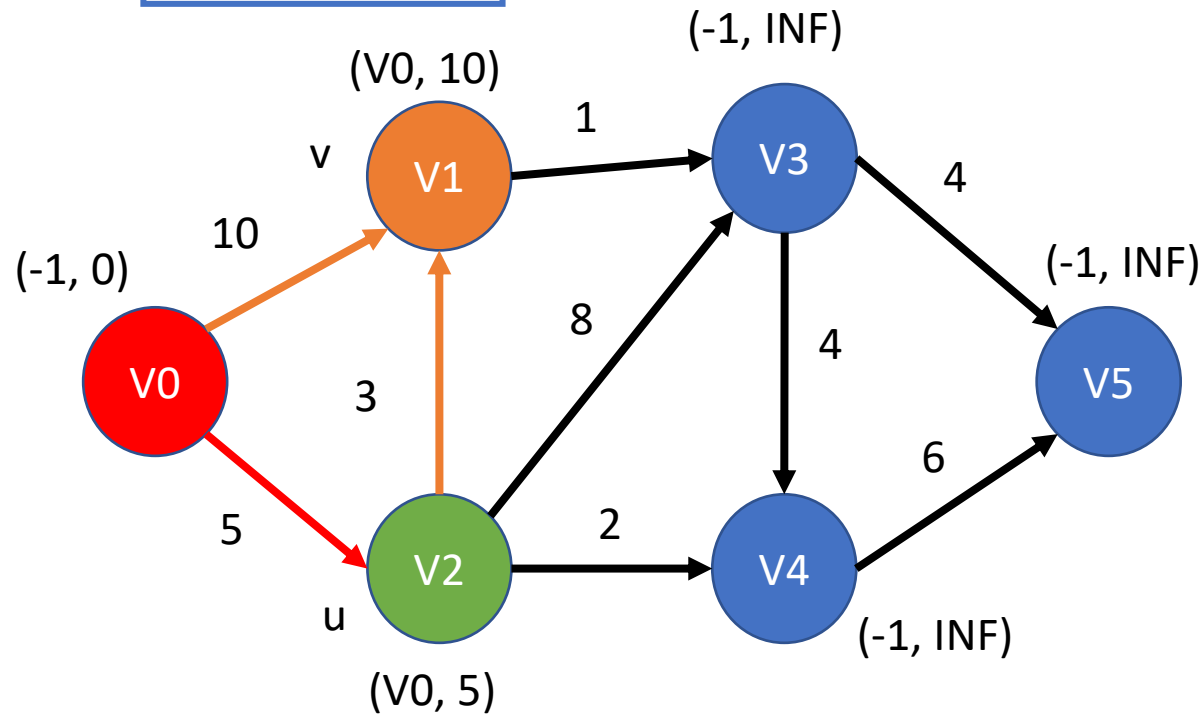 (-1, INF)
(V0, 10)
1
v
V1
V3
4
10
(-1, 0)
(-1, INF)
8
4
V0
3
V5
6
5
2
V2
V4
u
(-1, INF)
(V0, 5)